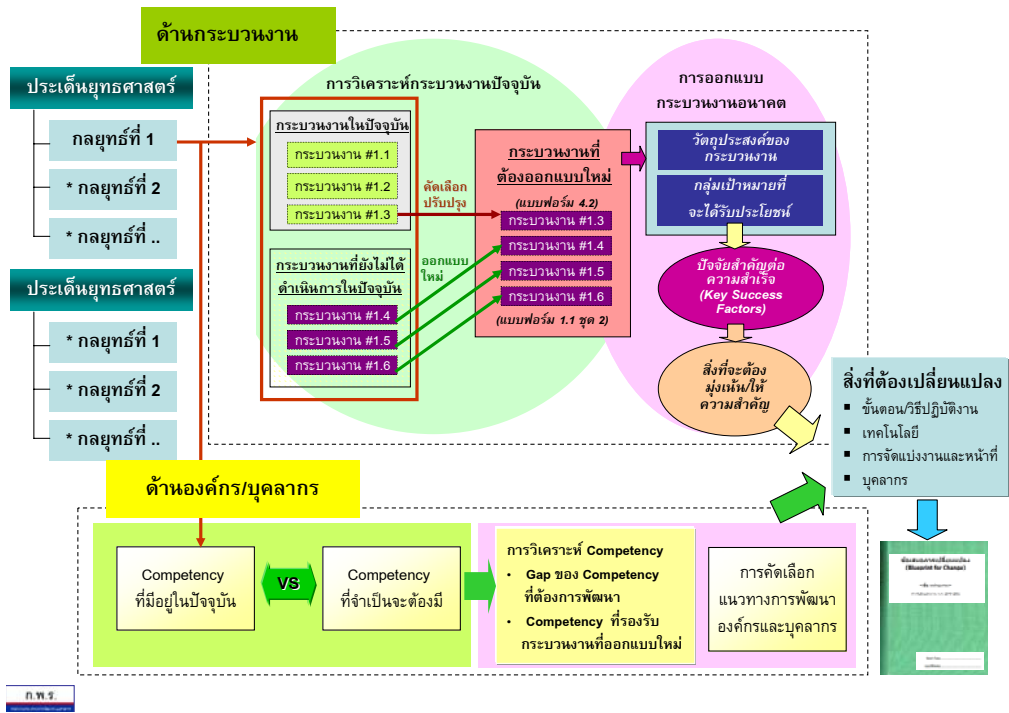 ด้านกระบวนงาน
ประเด็นยุทธศาสตร์
กลยุทธ์ที่ 1
* กลยุทธ์ที่ 2
* กลยุทธ์ที่ ..
ประเด็นยุทธศาสตร์
* กลยุทธ์ที่ 1
* กลยุทธ์ที่ 2
* กลยุทธ์ที่ ..
การวิเคราะห์กระบวนงานปัจจุบัน
กระบวนงานในปัจจุบัน
กระบวนงาน #1.1
กระบวนงาน #1.2
กระบวนงาน #1.3
คัดเลือก
ปรับปรุง
กระบวนงานที่ยังไม่ได้
ดำเนินการในปัจจุบัน
กระบวนงาน #1.4
กระบวนงาน #1.5
กระบวนงาน #1.6
ออกแบบ
ใหม่
กระบวนงานที่
ต้องออกแบบใหม่
(แบบฟอร์ม 4.2)
กระบวนงาน #1.3
กระบวนงาน #1.4
กระบวนงาน #1.5
กระบวนงาน #1.6
(แบบฟอร์ม 1.1 ชุด 2)
การออกแบบ
กระบวนงานอนาคต
วัตถุประสงค์ของ
กระบวนงาน
กลุ่มเป้าหมายที่
จะได้รับประโยชน์
ปัจจัยสำคัญต่อ
ความสำเร็จ
(Key Success
Factors)
สิ่งที่จะต้อง
มุ่งเน้น/ให้
ความสำคัญ
สิ่งที่ต้องเปลี่ยนแปลง
▪ ขั้นตอน/วิธีปฏิบัติงาน
▪ เทคโนโลยี
▪ การจัดแบ่งงานและหน้าที่
▪ บุคลากร
ด้านองค์กร/บุคลากร
Competency
ที่มีอยู่ในปัจจุบัน
VS
Competency
ที่จำเป็นจะต้องมี
การวิเคราะห์ Competency
• Gap ของ Competency
ที่ต้องการพัฒนา
• Competency ที่รองรับ
กระบวนงานที่ออกแบบใหม่
การคัดเลือก
แนวทางการพัฒนา
องค์กรและบุคลากร
(Blueprint for Change)
ก.พ.ร.